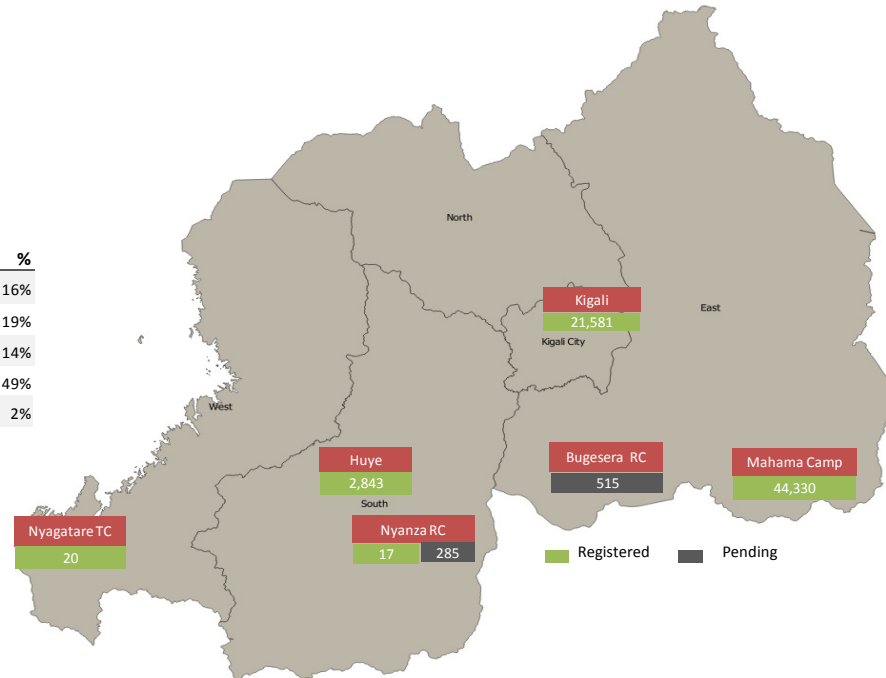 %
16%
19%
14%
49%
2%
North
Kigali
21,581
Kigali City
East
West
Huye
2,843
South
Bugesera RC
515
Mahama Camp
44,330
Nyagatare TC
20
Nyanza RC
17 285
Registered Pending